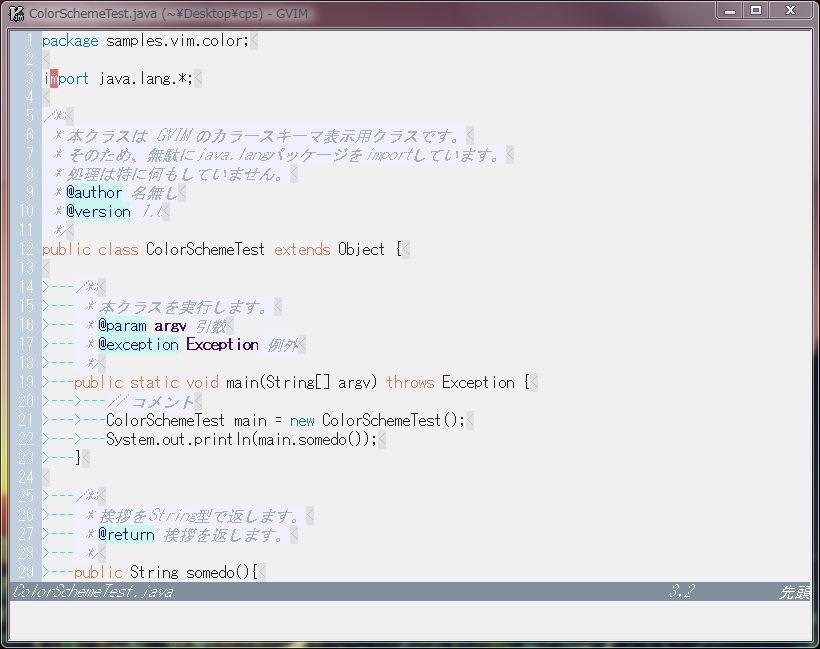 ColorSchemeTest.java (~¥Desktop¥cps) - GVIM
1 package samples.vim.color;<
2 <
3 import java.lang.*;<
4 <
5 /**<
6  * 本クラスは GVIM のカラースキーマ表示用クラスです。<
7  * そのため、無駄にjava.langパッケージをimportしています。<
8  * 処理は特に何もしていません。<
9  * @author 名無し<
10  * @version 1.0<
11  */<
12 public class ColorSchemeTest extends Object {<
13 <
14 >---/**<
15 >--- * 本クラスを実行します。<
16 >--- * @param argv 引数<
17 >--- * @exception Exception 例外<
18 >--- */<
19 >---public static void main(String[] argv) throws Exception {<
20 >--->---// コメント<
21 >--->---ColorSchemeTest main = new ColorSchemeTest();<
22 >--->---System.out.println(main.somedo());<
23 >---}<
24 <
25 >---/**<
26 >--- * 挨拶をString型で返します。<
27 >--- * @return 挨拶を返します。<
28 >--- */<
29 >---public String somedo(){<
ColorSchemeTest.java 3,2 先頭